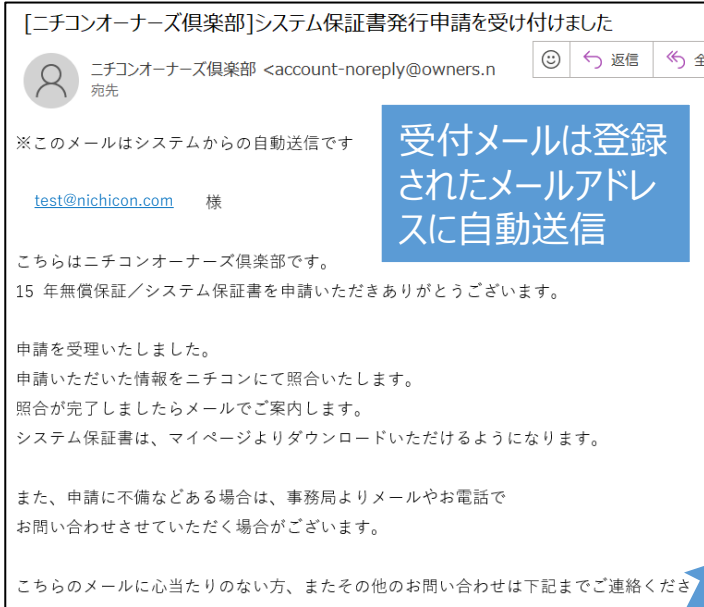 [ニチコンオーナーズ倶楽部]システム保証書発行申請を受け付けました
ニチコンオーナーズ倶楽部 <account-noreply@owners.n
返信
全
宛先
※このメールはシステムからの自動送信です
受付メールは登録
されたメールアドレ
スに自動送信
test@nichicon.com 様
こちらはニチコンオーナーズ倶楽部です。
15 年無償保証／システム保証書を申請いただきありがとうございます。
申請を受理いたしました。
申請いただいた情報をニチコンにて照合いたします。
照合が完了しましたらメールでご案内します。
システム保証書は、マイページよりダウンロードいただけるようになります。
また、申請に不備などある場合は、事務局よりメールやお電話で
お問い合わせさせていただく場合がございます。
こちらのメールに心当たりのない方、またその他のお問い合わせは下記までご連絡くださ